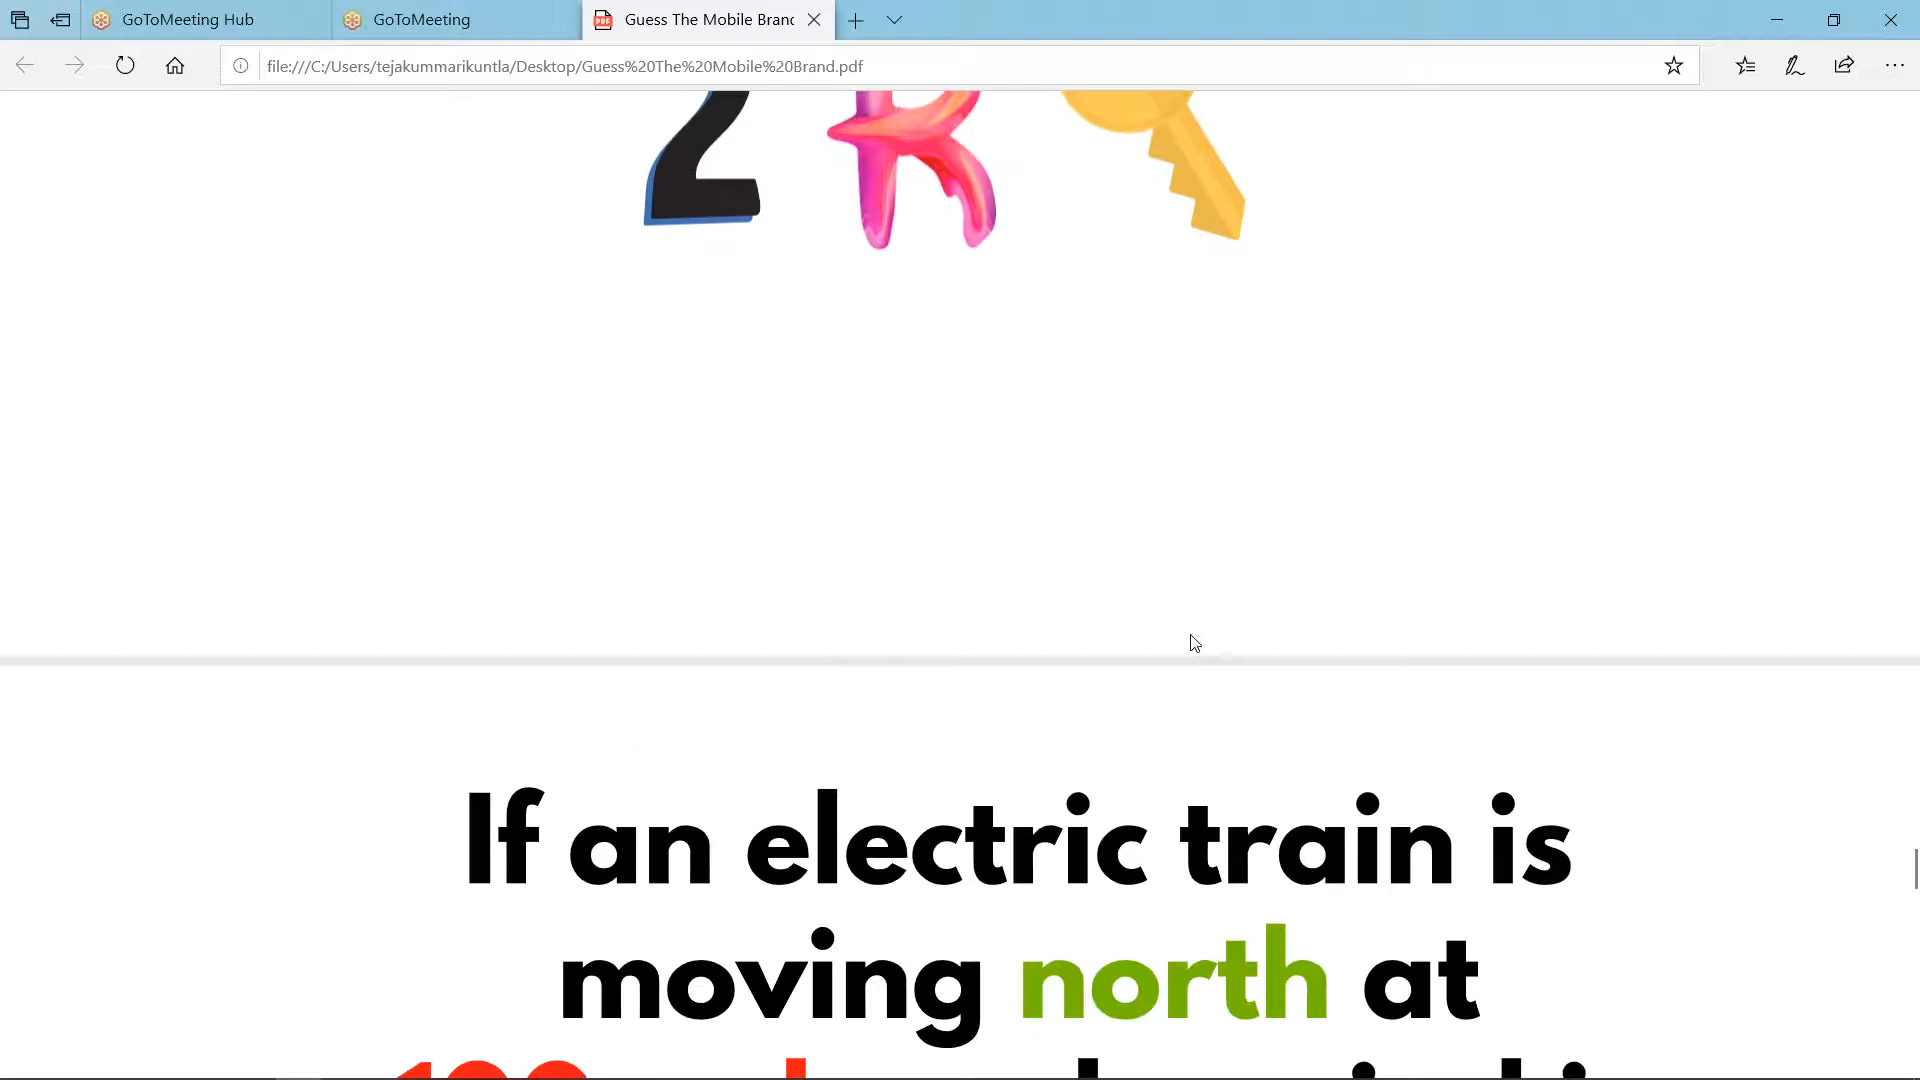 GoToMeeting Hub
GoToMeeting
Guess The Mobile Branc
file:///C:/Users/tejakummarikuntla/Desktop/Guess%20The%20Mobile%20Brand.pdf
2 R
If an electric train is
moving north at